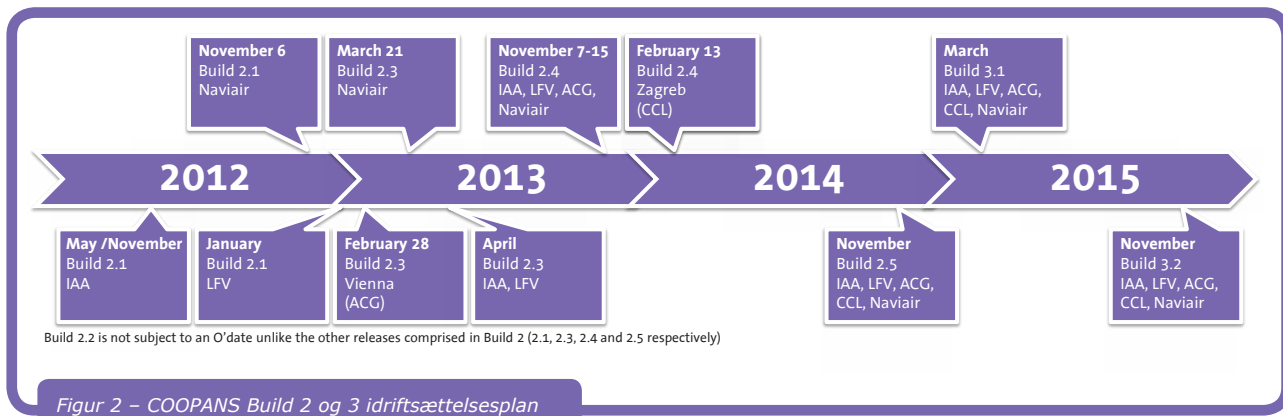 November 6
Build 2.1
Naviair
March 21
Build 2.3
Naviair
November 7-15
Build 2.4
IAA, LFV, ACG,
Naviair
February 13
Build 2.4
Zagreb
(CCL)
March
Build 3.1
IAA, LFV, ACG,
CCL, Naviair
2012
2013
2014
2015
May /November
Build 2.1
IAA
January
Build 2.1
LFV
February 28
Build 2.3
Vienna
(ACG)
April
Build 2.3
IAA, LFV
November
Build 2.5
IAA, LFV, ACG,
CCL, Naviair
November
Build 3.2
IAA, LFV, ACG,
CCL, Naviair
Build 2.2 is not subject to an O’date unlike the other releases comprised in Build 2 (2.1, 2.3, 2.4 and 2.5 respectively)
Figur 2 – COOPANS Build 2 og 3 idriftsættelsesplan